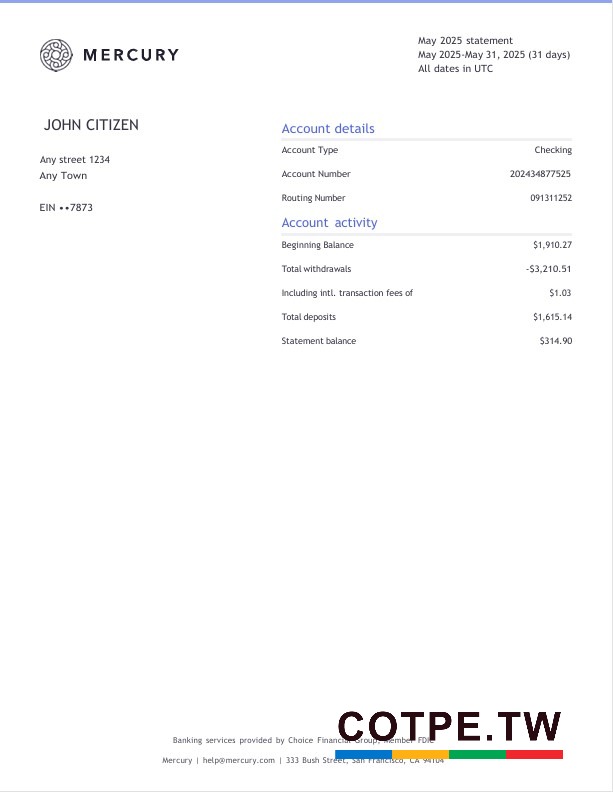 MERCURY
May 2025 statement
May 2025-May 31, 2025 (31 days)
All dates in UTC
JOHN CITIZEN
Any street 1234
Any Town
EIN ••7873
Account details
Account Type Checking
Account Number 202434877525
Routing Number 091311252
Account activity
Beginning Balance $1,910.27
Total withdrawals -$3,210.51
Including intl. transaction fees of $1.03
Total deposits $1,615.14
Statement balance $314.90
COTPE.TW
Banking services provided by Choice Financial Group, Member FDIC
Mercury | help@mercury.com | 333 Bush Street, San Francisco, CA 94104